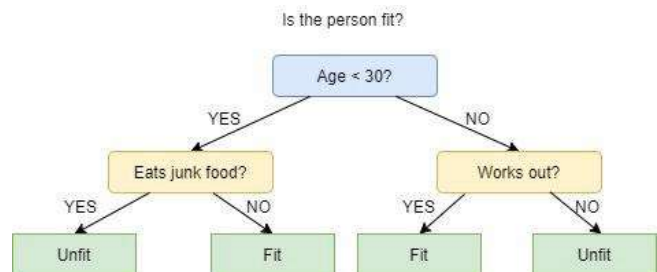 Is the person fit?
Age < 30?
YES
NO
Eats junk food?
Works out?
YES
NO
YES
NO
Unfit
Fit
Fit
Unfit